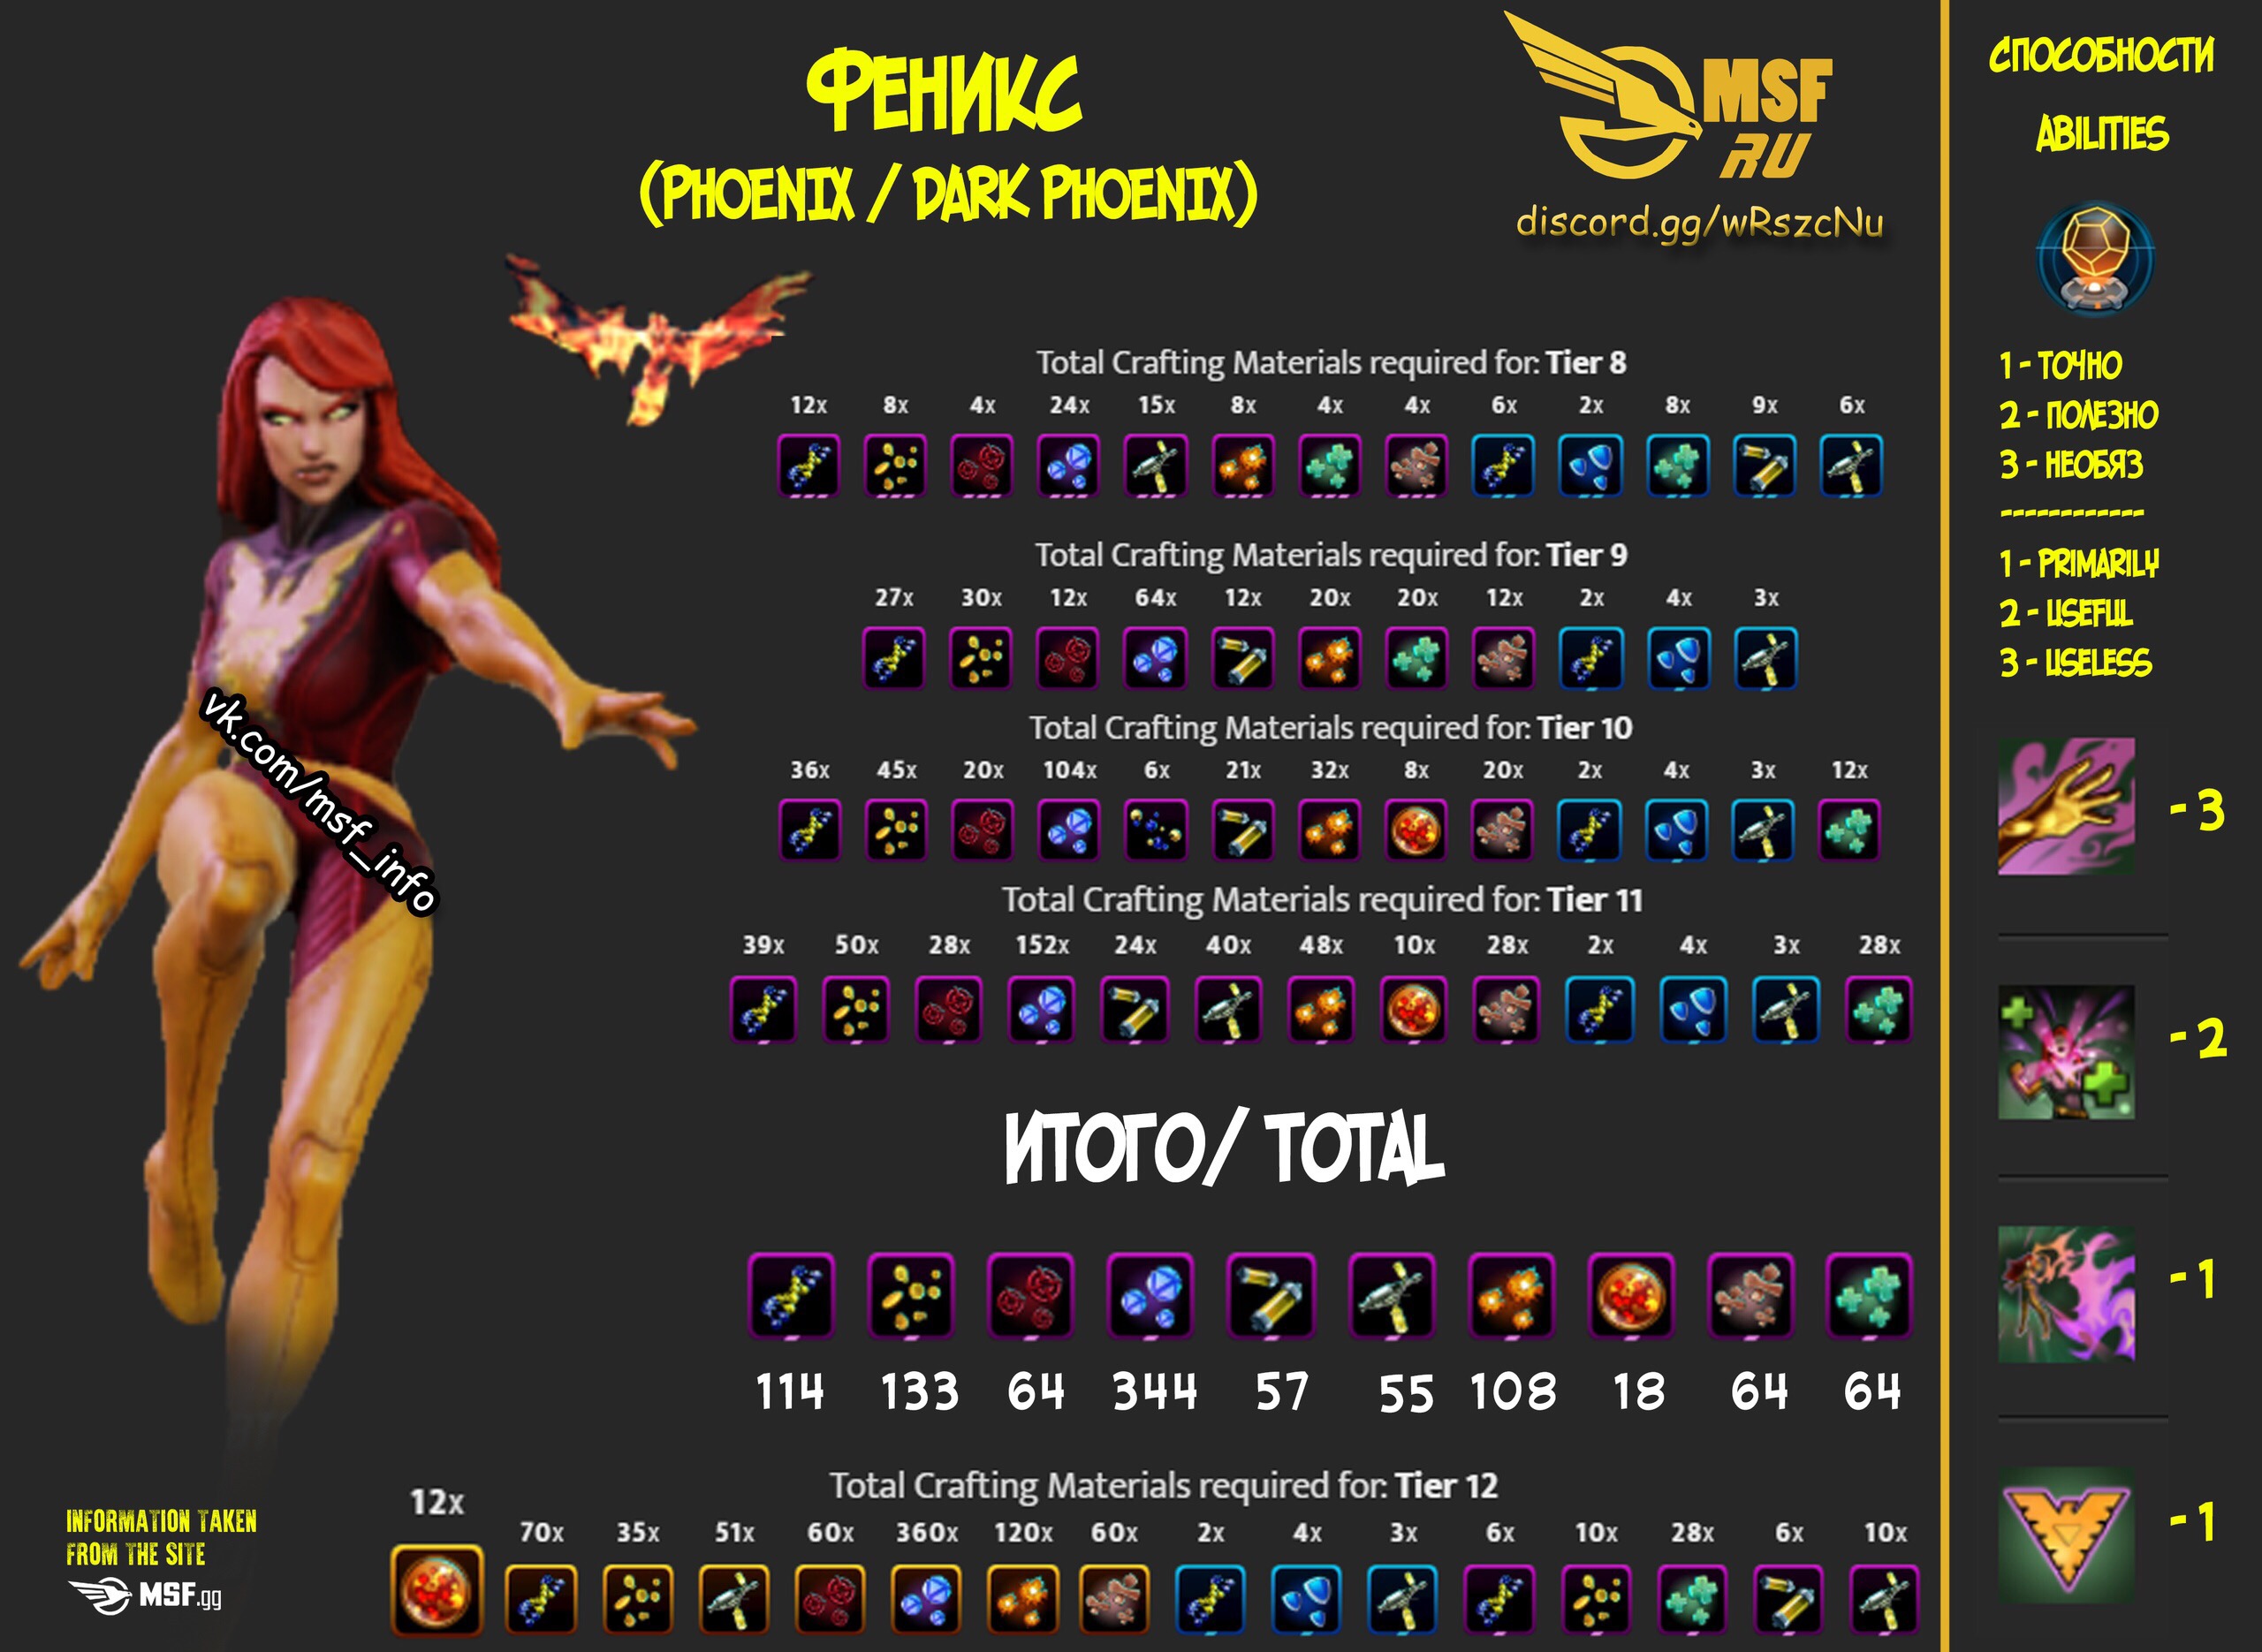 ФЕНИКС
(PHOENIX / DARK PHOENIX)
MSF
RU
discord.gg/wRszcNu
Total Crafting Materials required for: Tier 8
12x 8x 4x 24x 15x 8x 4x 4x 6x 2x 8x 9x 6x
Total Crafting Materials required for: Tier 9
27x 30x 12x 64x 12x 20x 20x 12x 2x 4x 3x
Total Crafting Materials required for: Tier 10
36x 45x 20x 104x 6x 21x 32x 8x 20x 2x 4x 3x 12x
Total Crafting Materials required for: Tier 11
39x 50x 28x 152x 24x 40x 48x 10x 28x 2x 4x 3x 28x
vk.com/msf_info
ИТОГО/ TOTAL
114 133 64 344 57 55 108 18 64 64
Total Crafting Materials required for: Tier 12
12x 70x 35x 51x 60x 360x 120x 60x 2x 4x 3x 6x 10x 28x 6x 10x
INFORMATION TAKEN
FROM THE SITE
MSF.gg
СПОСОБНОСТИ
ABILITIES
1 - ТОЧНО
2 - ПОЛЕЗНО
3 - НЕОБЯЗ
------------
1 - PRIMARILY
2 - USEFUL
3 - USELESS
- 3
- 2
- 1
- 1